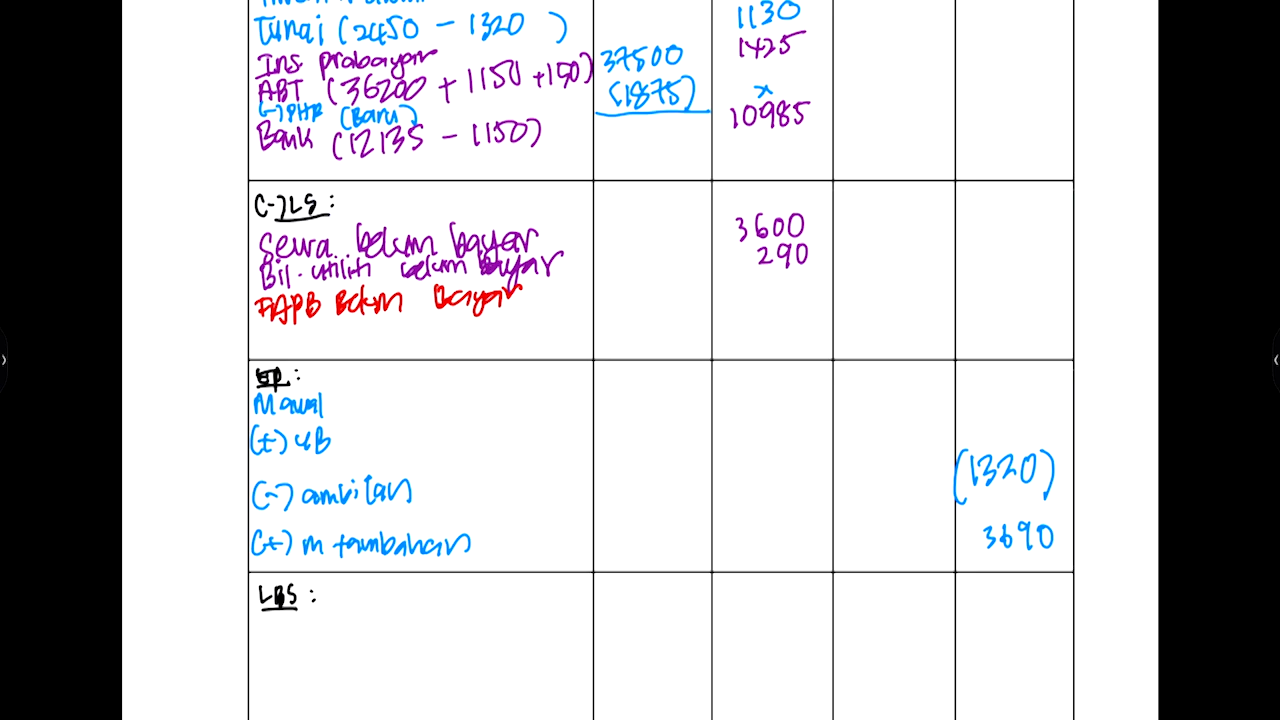 Tunai (2450 - 1320 ) 1130
Ins prabayar 1425
ABT (36200 + 1150 + 150) 37500
(-) PHR (Baru) (1875)
Bank (12135 - 1150) 10985
(-) LS :
Sewa belum bayar 3600
Bil. utiliti belum bayar 290
FAPB Belum Bayar
EP :
M awal
(+) UB
(-) ambilan (1320)
(+) m tambahan 3690
LBS :